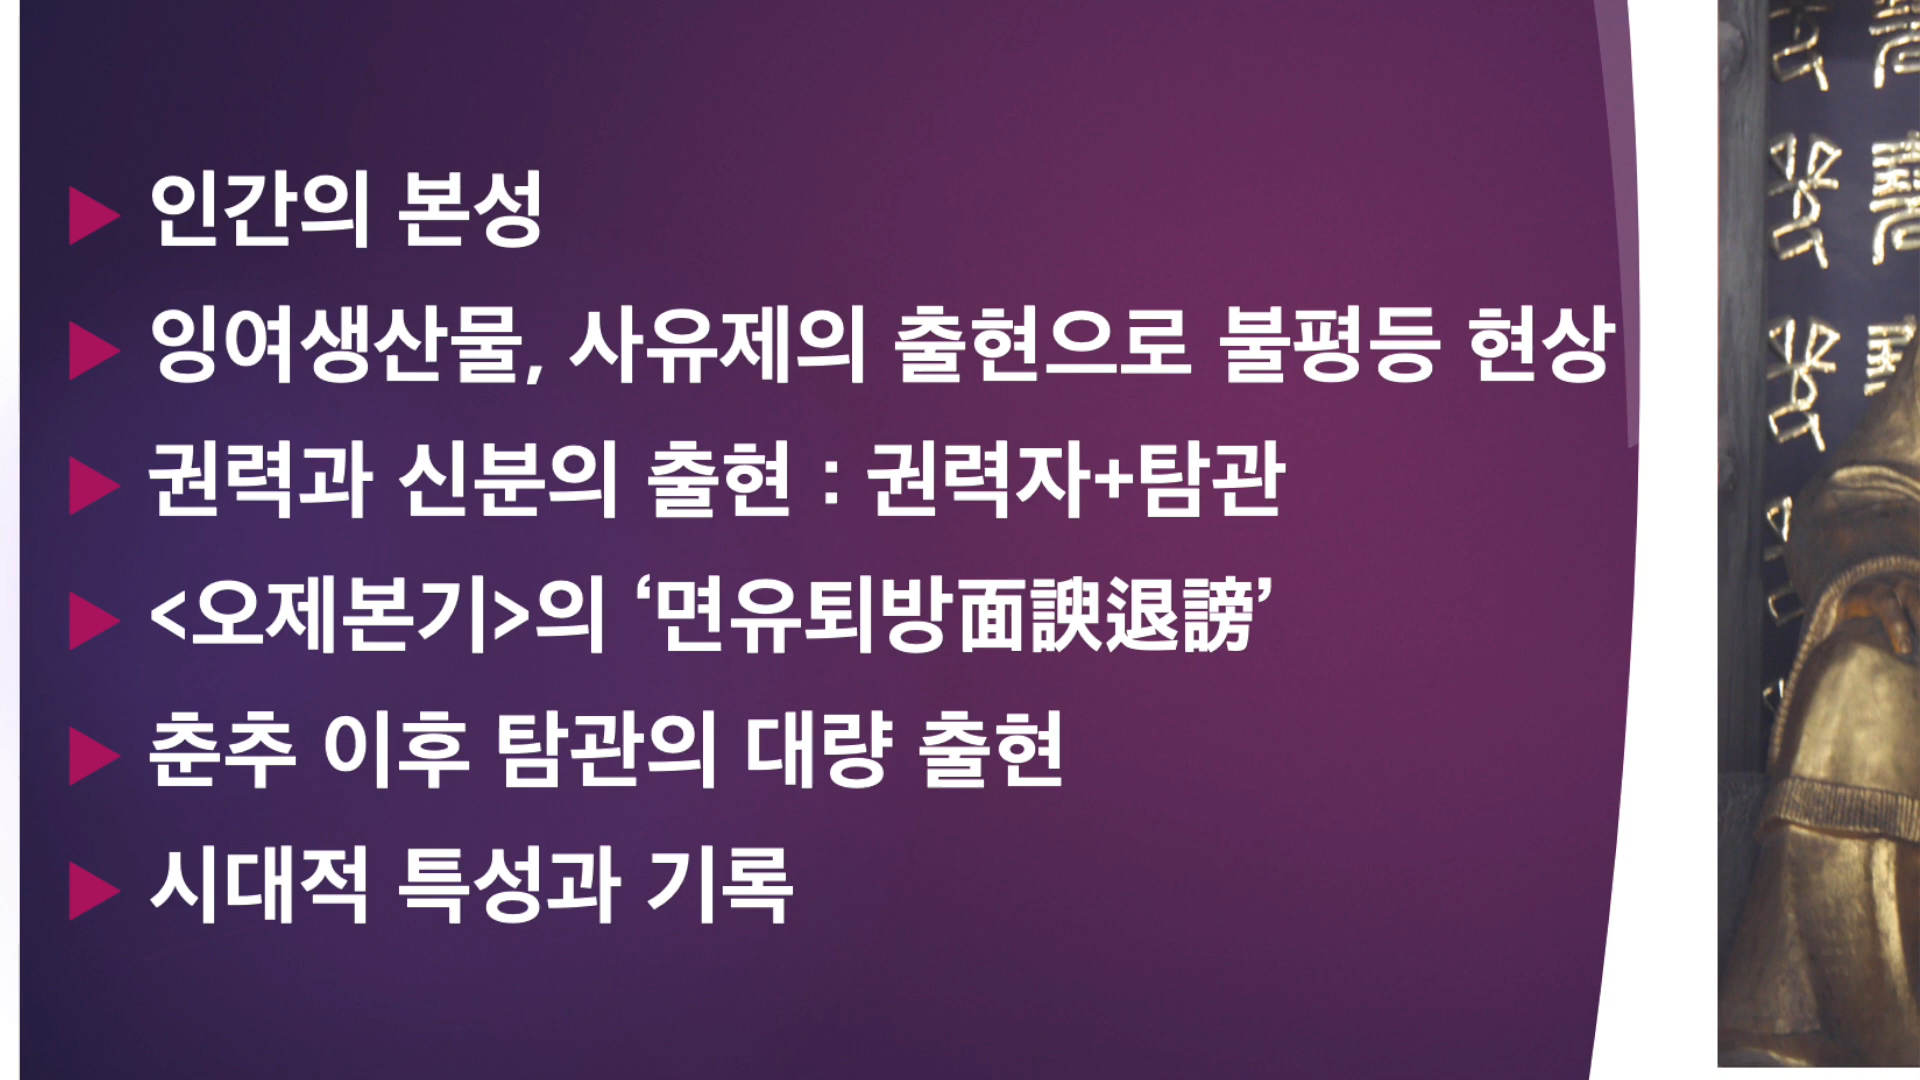 인간의 본성
잉여생산물, 사유제의 출현으로 불평등 현상
권력과 신분의 출현 : 권력자+탐관
<오제본기>의 ‘면유퇴방面諛退謗’
춘추 이후 탐관의 대량 출현
시대적 특성과 기록